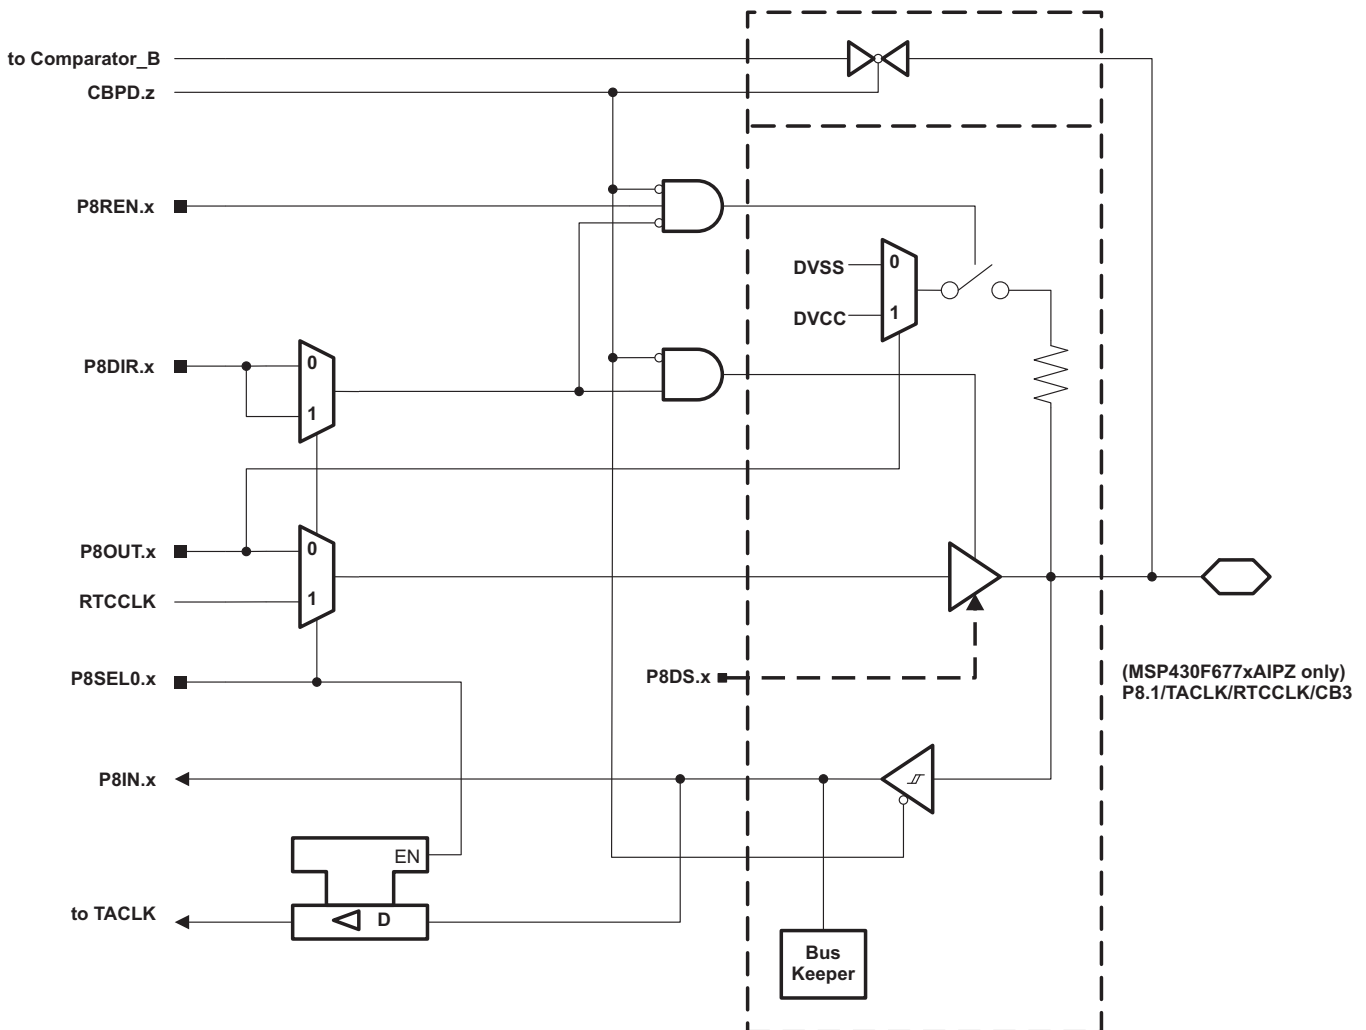 to Comparator_B
CBPD.z
P8REN.x
DVSS
0
DVCC
1
P8DIR.x
0
1
P8OUT.x
0
RTCCLK
1
P8SEL0.x
P8DS.x
(MSP430F677xAIPZ only)
P8.1/TACLK/RTCCLK/CB3
P8IN.x
EN
to TACLK
D
Bus
Keeper